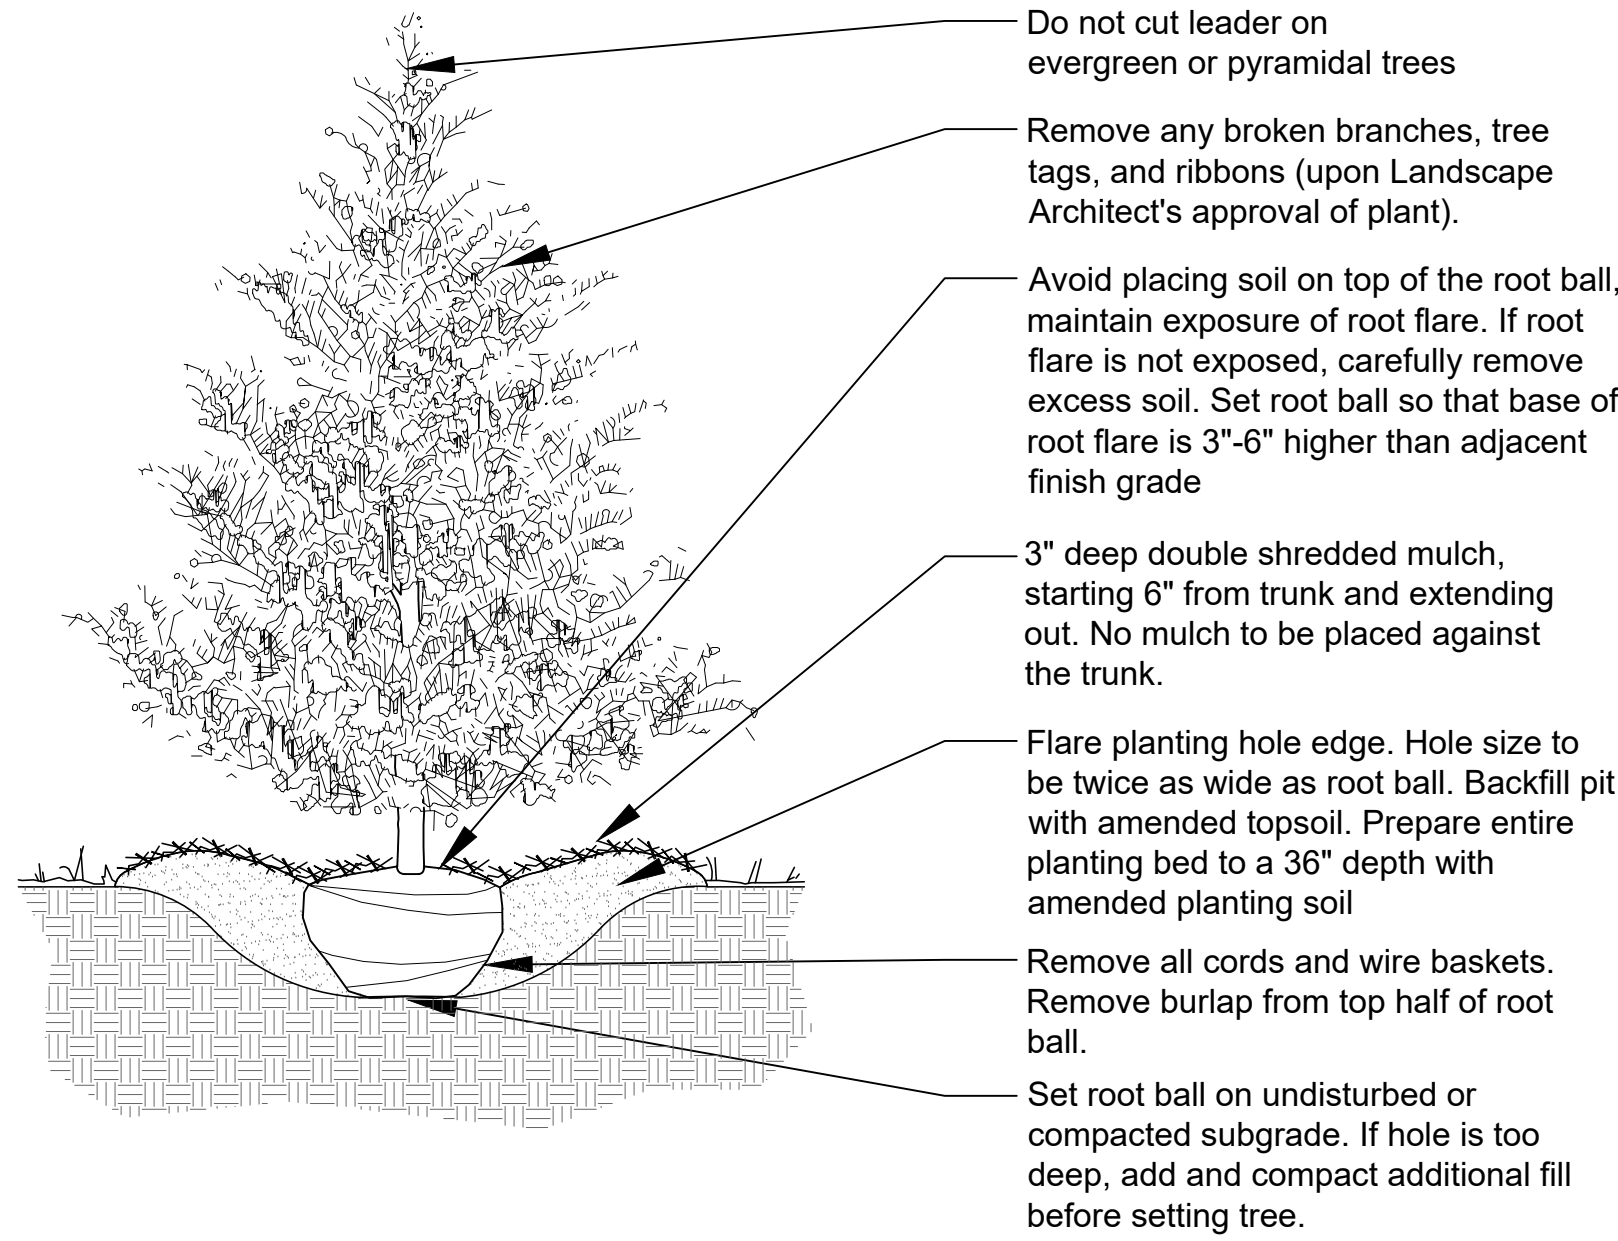 Do not cut leader on
evergreen or pyramidal trees
Remove any broken branches, tree
tags, and ribbons (upon Landscape
Architect's approval of plant).
Avoid placing soil on top of the root ball,
maintain exposure of root flare. If root
flare is not exposed, carefully remove
excess soil. Set root ball so that base of
root flare is 3"-6" higher than adjacent
finish grade
3" deep double shredded mulch,
starting 6" from trunk and extending
out. No mulch to be placed against
the trunk.
Flare planting hole edge. Hole size to
be twice as wide as root ball. Backfill pit
with amended topsoil. Prepare entire
planting bed to a 36" depth with
amended planting soil
Remove all cords and wire baskets.
Remove burlap from top half of root
ball.
Set root ball on undisturbed or
compacted subgrade. If hole is too
deep, add and compact additional fill
before setting tree.